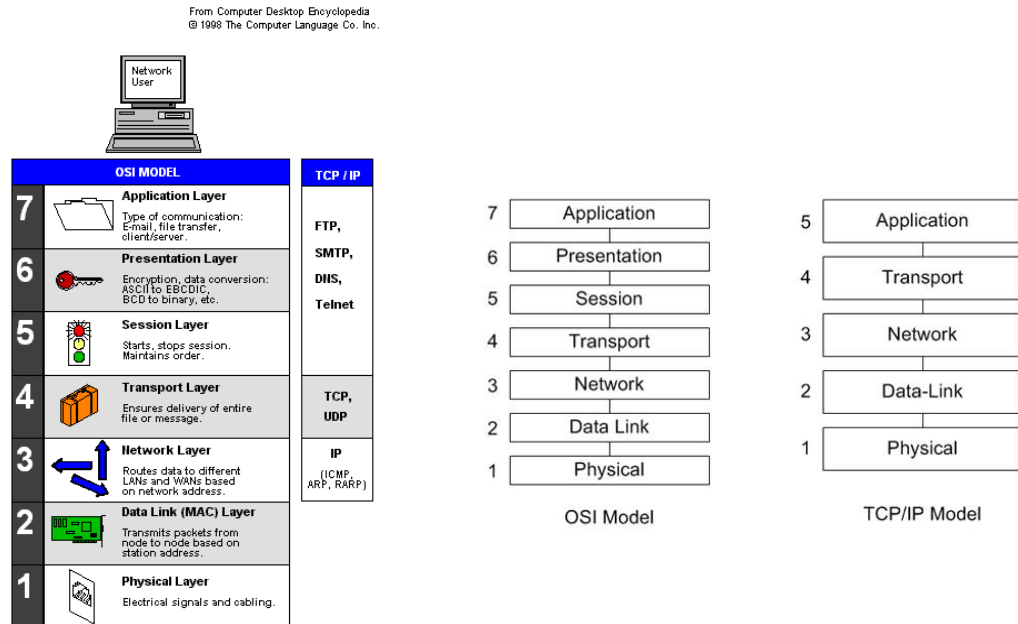 From Computer Desktop Encyclopedia
© 1998 The Computer Language Co. Inc.
Network
User
OSI MODEL
7
Application Layer
Type of communication:
E-mail, file transfer,
client/server.
6
Presentation Layer
Encryption, data conversion:
ASCII to EBCDIC,
BCD to binary, etc.
5
Session Layer
Starts, stops session.
Maintains order.
4
Transport Layer
Ensures delivery of entire
file or message.
3
Network Layer
Routes data to different
LANs and WANs based
on network address.
2
Data Link (MAC) Layer
Transmits packets from
node to node based on
station address.
1
Physical Layer
Electrical signals and cabling.
TCP / IP
FTP,
SMTP,
DNS,
Telnet
TCP,
UDP
IP
(ICMP,
ARP, RARP)
7 Application
6 Presentation
5 Session
4 Transport
3 Network
2 Data Link
1 Physical
OSI Model
5 Application
4 Transport
3 Network
2 Data-Link
1 Physical
TCP/IP Model